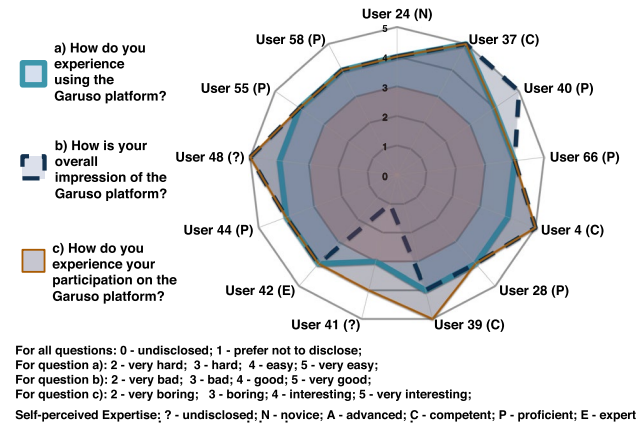 User 24 (N)
5
User 58 (P)
User 37 (C)
a) How do you
experience
using the
Garuso platform?
4
User 55 (P)
User 40 (P)
3
2
b) How is your
overall
impression of the
Garuso platform?
1
User 48 (?)
User 66 (P)
0
User 44 (P)
User 4 (C)
c) How do you
experience your
participation on the
Garuso platform?
User 42 (E)
User 28 (P)
User 41 (?)
User 39 (C)
For all questions: 0 - undisclosed; 1 - prefer not to disclose;
For question a): 2 - very hard; 3 - hard; 4 - easy; 5 - very easy;
For question b): 2 - very bad; 3 - bad; 4 - good; 5 - very good;
For question c): 2 - very boring; 3 - boring; 4 - interesting; 5 - very interesting;
Self-perceived Expertise: ? - undisclosed; N - novice; A - advanced; C - competent; P - proficient; E - expert